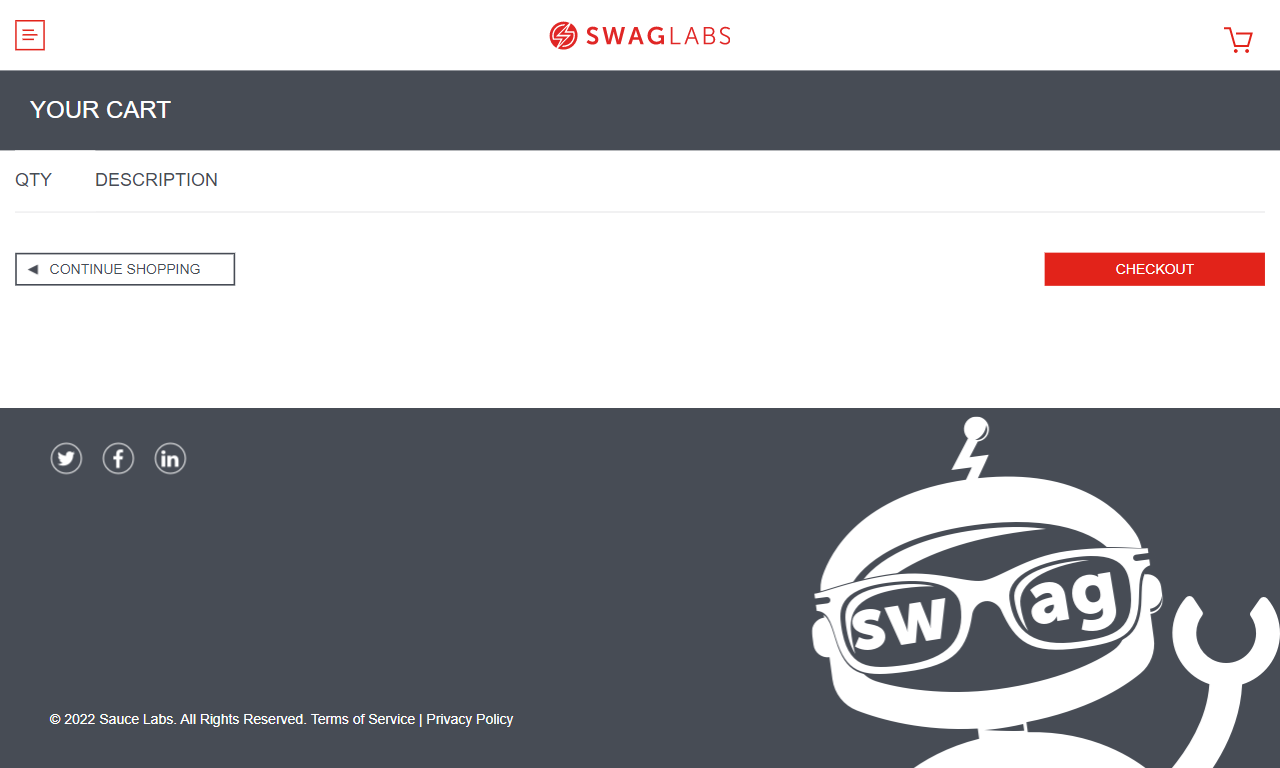 SWAGLABS
YOUR CART
QTY DESCRIPTION
CONTINUE SHOPPING CHECKOUT
sw ag
© 2022 Sauce Labs. All Rights Reserved. Terms of Service | Privacy Policy